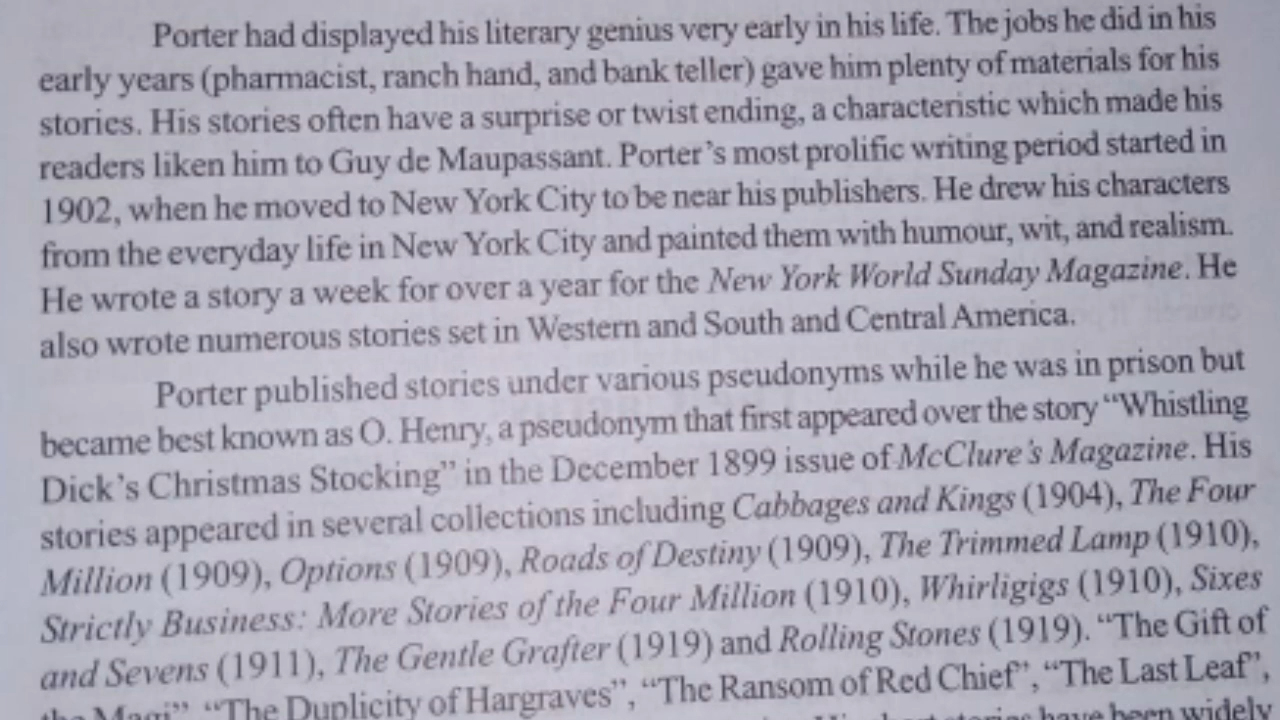 Porter had displayed his literary genius very early in his life. The jobs he did in his
early years (pharmacist, ranch hand, and bank teller) gave him plenty of materials for his
stories. His stories often have a surprise or twist ending, a characteristic which made his
readers liken him to Guy de Maupassant. Porter's most prolific writing period started in
1902, when he moved to New York City to be near his publishers. He drew his characters
from the everyday life in New York City and painted them with humour, wit, and realism.
He wrote a story a week for over a year for the New York World Sunday Magazine. He
also wrote numerous stories set in Western and South and Central America.
Porter published stories under various pseudonyms while he was in prison but
became best known as O. Henry, a pseudonym that first appeared over the story “Whistling
Dick's Christmas Stocking” in the December 1899 issue of McClure's Magazine. His
stories appeared in several collections including Cabbages and Kings (1904), The Four
Million (1909), Options (1909), Roads of Destiny (1909), The Trimmed Lamp (1910),
Strictly Business: More Stories of the Four Million (1910), Whirligigs (1910), Sixes
and Sevens (1911), The Gentle Grafter (1919) and Rolling Stones (1919). “The Gift of
the Magi”, “The Duplicity of Hargraves”, “The Ransom of Red Chief”, “The Last Leaf”,
His short stories have been widely